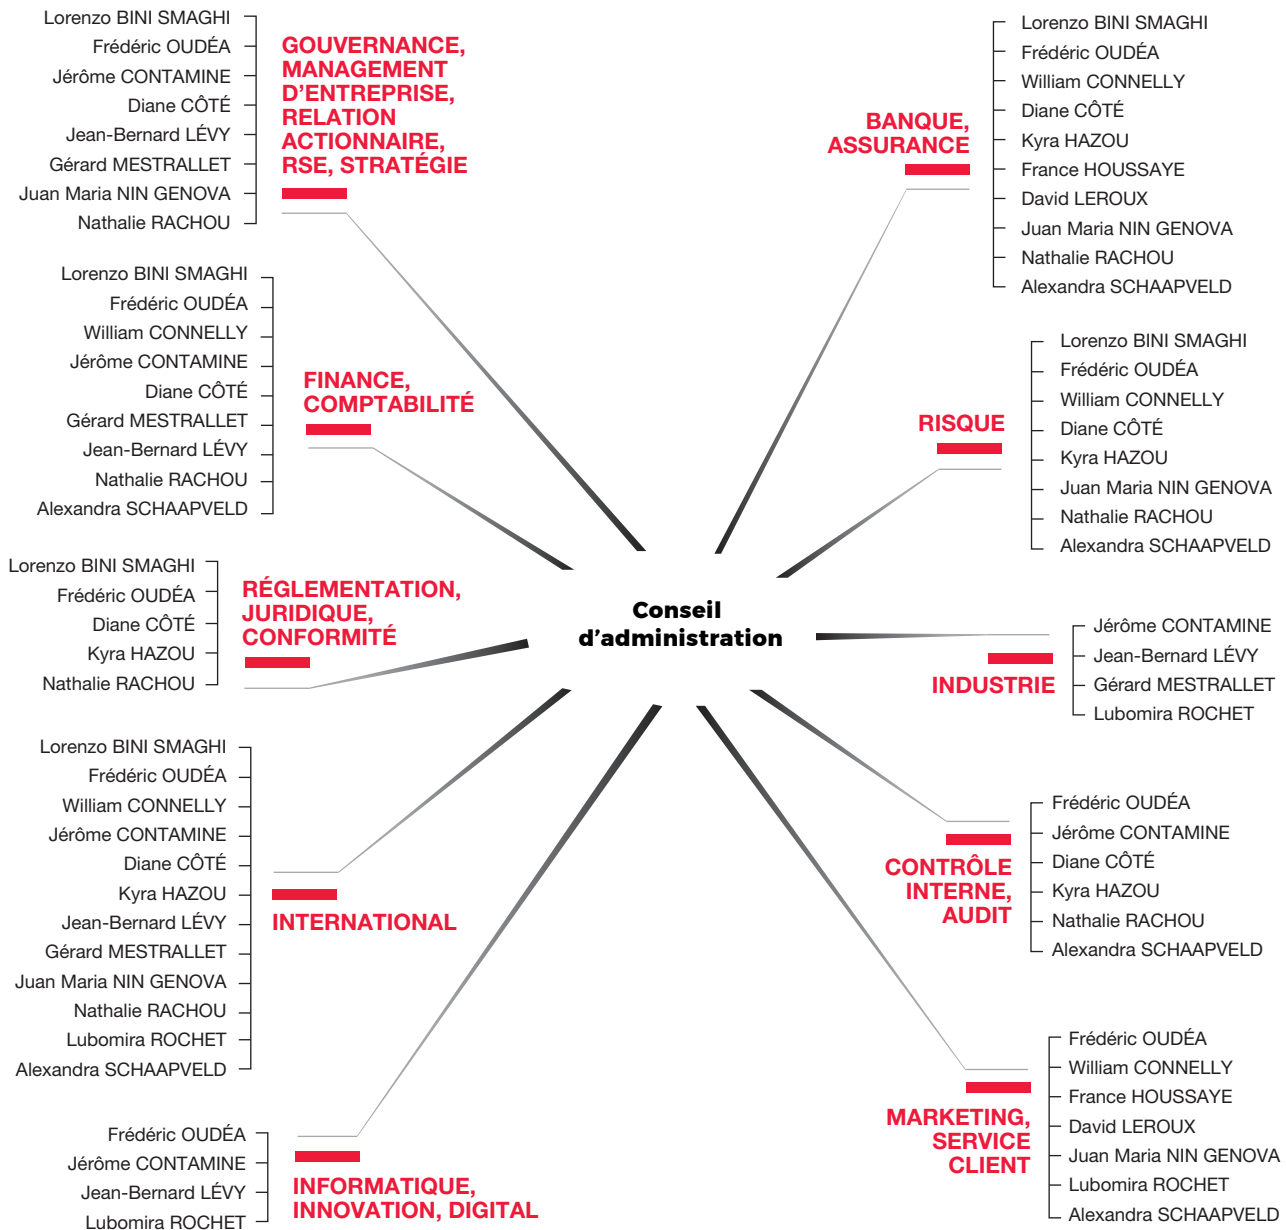 Lorenzo BINI SMAGHI
Frédéric OUDÉA
Jérôme CONTAMINE
Diane CÔTÉ
Jean-Bernard LÉVY
Gérard MESTRALLET
Juan Maria NIN GENOVA
Nathalie RACHOU
GOUVERNANCE,
MANAGEMENT
D’ENTREPRISE,
RELATION
ACTIONNAIRE,
RSE, STRATÉGIE
Lorenzo BINI SMAGHI
Frédéric OUDÉA
William CONNELLY
Jérôme CONTAMINE
Diane CÔTÉ
Gérard MESTRALLET
Jean-Bernard LÉVY
Nathalie RACHOU
Alexandra SCHAAPVELD
FINANCE,
COMPTABILITÉ
Lorenzo BINI SMAGHI
Frédéric OUDÉA
Diane CÔTÉ
Kyra HAZOU
Nathalie RACHOU
RÉGLEMENTATION,
JURIDIQUE,
CONFORMITÉ
Lorenzo BINI SMAGHI
Frédéric OUDÉA
William CONNELLY
Jérôme CONTAMINE
Diane CÔTÉ
Kyra HAZOU
Jean-Bernard LÉVY
Gérard MESTRALLET
Juan Maria NIN GENOVA
Nathalie RACHOU
Lubomira ROCHET
Alexandra SCHAAPVELD
INTERNATIONAL
Frédéric OUDÉA
Jérôme CONTAMINE
Jean-Bernard LÉVY
Lubomira ROCHET
INFORMATIQUE,
INNOVATION, DIGITAL
Conseil
d’administration
BANQUE,
ASSURANCE
Lorenzo BINI SMAGHI
Frédéric OUDÉA
William CONNELLY
Diane CÔTÉ
Kyra HAZOU
France HOUSSAYE
David LEROUX
Juan Maria NIN GENOVA
Nathalie RACHOU
Alexandra SCHAAPVELD
RISQUE
Lorenzo BINI SMAGHI
Frédéric OUDÉA
William CONNELLY
Diane CÔTÉ
Kyra HAZOU
Juan Maria NIN GENOVA
Nathalie RACHOU
Alexandra SCHAAPVELD
INDUSTRIE
Jérôme CONTAMINE
Jean-Bernard LÉVY
Gérard MESTRALLET
Lubomira ROCHET
CONTRÔLE
INTERNE,
AUDIT
Frédéric OUDÉA
Jérôme CONTAMINE
Diane CÔTÉ
Kyra HAZOU
Nathalie RACHOU
Alexandra SCHAAPVELD
MARKETING,
SERVICE
CLIENT
Frédéric OUDÉA
William CONNELLY
France HOUSSAYE
David LEROUX
Juan Maria NIN GENOVA
Lubomira ROCHET
Alexandra SCHAAPVELD